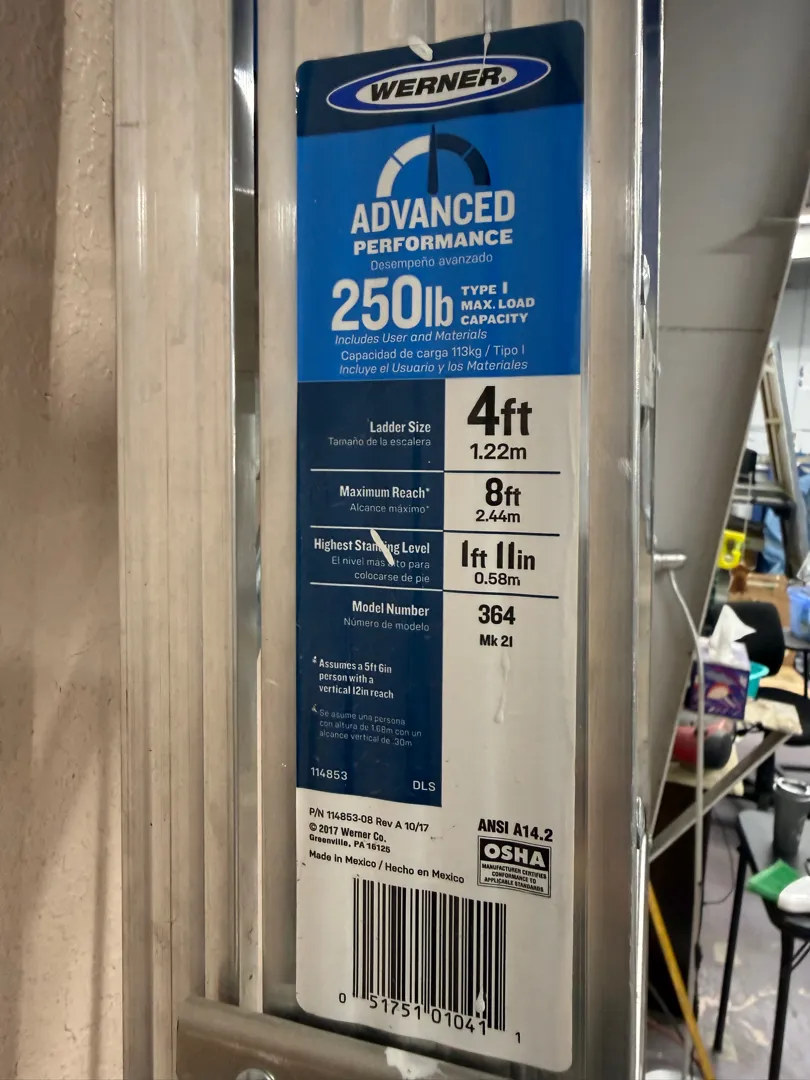 WERNER.
ADVANCED
PERFORMANCE
Desempeño avanzado
250lb TYPE I
MAX. LOAD
CAPACITY
Includes User and Materials
Capacidad de carga 113kg / Tipo I
Incluye el Usuario y los Materiales
Ladder Size
Tamaño de la escalera
4ft
1.22m
Maximum Reach*
Alcance máximo*
8ft
2.44m
Highest Standing Level
El nivel más alto para
colocarse de pie
1ft 11in
0.58m
Model Number
Número de modelo
364
Mk 21
* Assumes a 5ft 6in
person with a
vertical 12in reach
* Se asume una persona
con altura de 1.68m con un
alcance vertical de .30m
114853
DLS
P/N 114853-08 Rev A 10/17
© 2017 Werner Co.
Greenville, PA 16125
Made in Mexico / Hecho en Mexico
ANSI A14.2
OSHA
MANUFACTURER CERTIFIES
CONFORMANCE TO
APPLICABLE STANDARDS
0 51751 01041 1